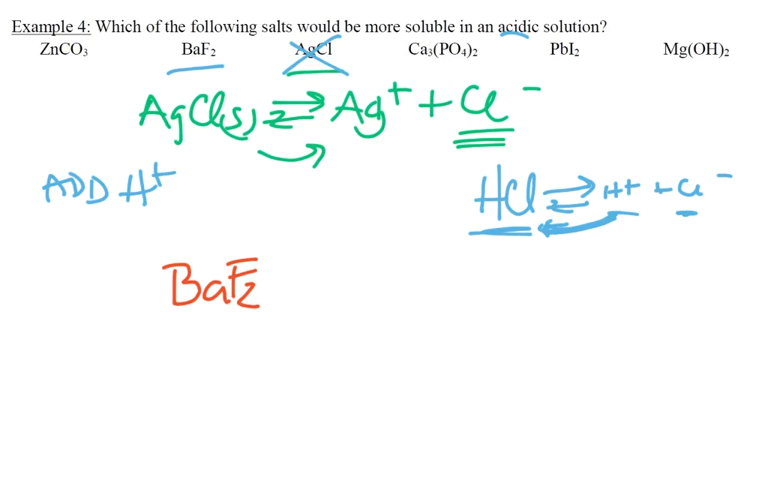 Example 4: Which of the following salts would be more soluble in an acidic solution?
ZnCO₃ BaF₂ AgCl Ca₃(PO₄)₂ PbI₂ Mg(OH)₂
AgCl(s) ⇌ Ag⁺ + Cl⁻
ADD H⁺ HCl ⇌ H⁺ + Cl⁻
BaF₂